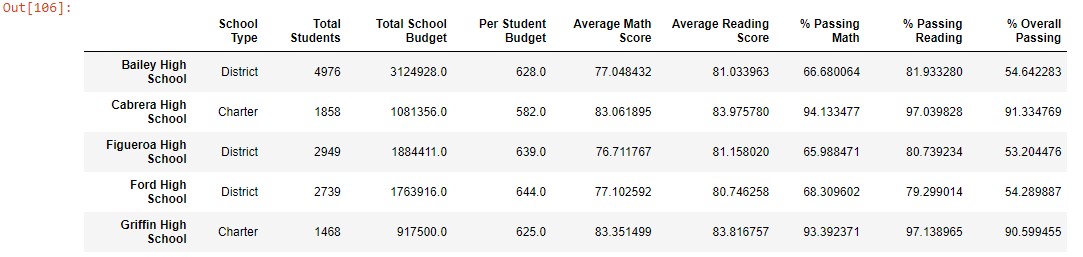 Out[106]:
School Type Total Students Total School Budget Per Student Budget Average Math Score Average Reading Score % Passing Math % Passing Reading % Overall Passing
Bailey High School District 4976 3124928.0 628.0 77.048432 81.033963 66.680064 81.933280 54.642283
Cabrera High School Charter 1858 1081356.0 582.0 83.061895 83.975780 94.133477 97.039828 91.334769
Figueroa High School District 2949 1884411.0 639.0 76.711767 81.158020 65.988471 80.739234 53.204476
Ford High School District 2739 1763916.0 644.0 77.102592 80.746258 68.309602 79.299014 54.289887
Griffin High School Charter 1468 917500.0 625.0 83.351499 83.816757 93.392371 97.138965 90.599455